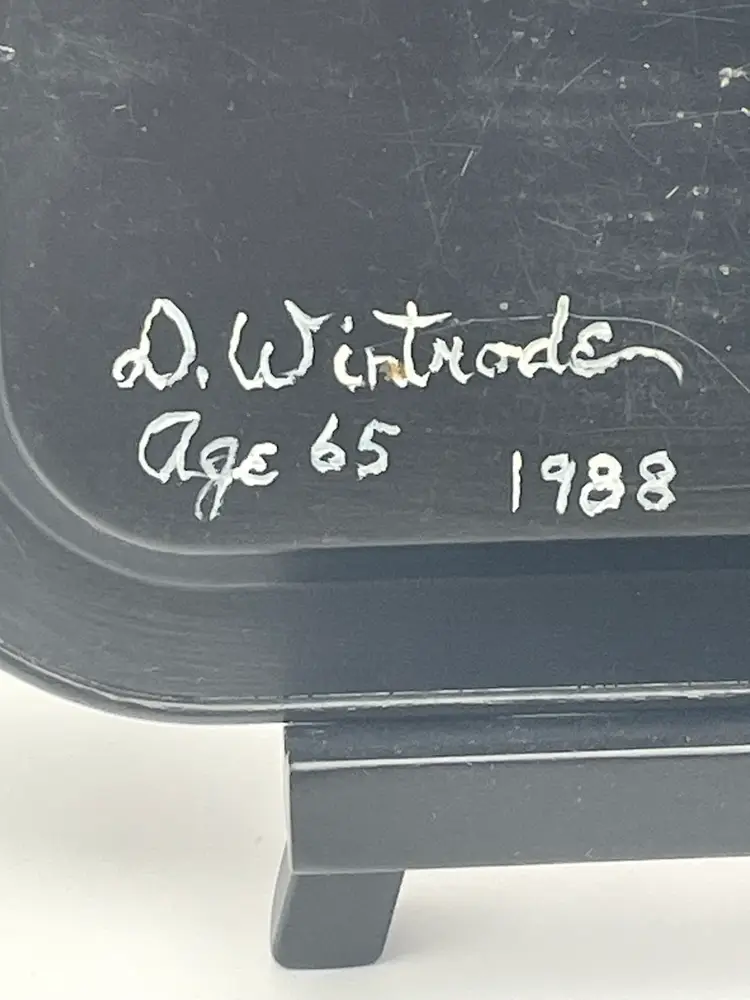 D. Wintrode
Age 65 1988